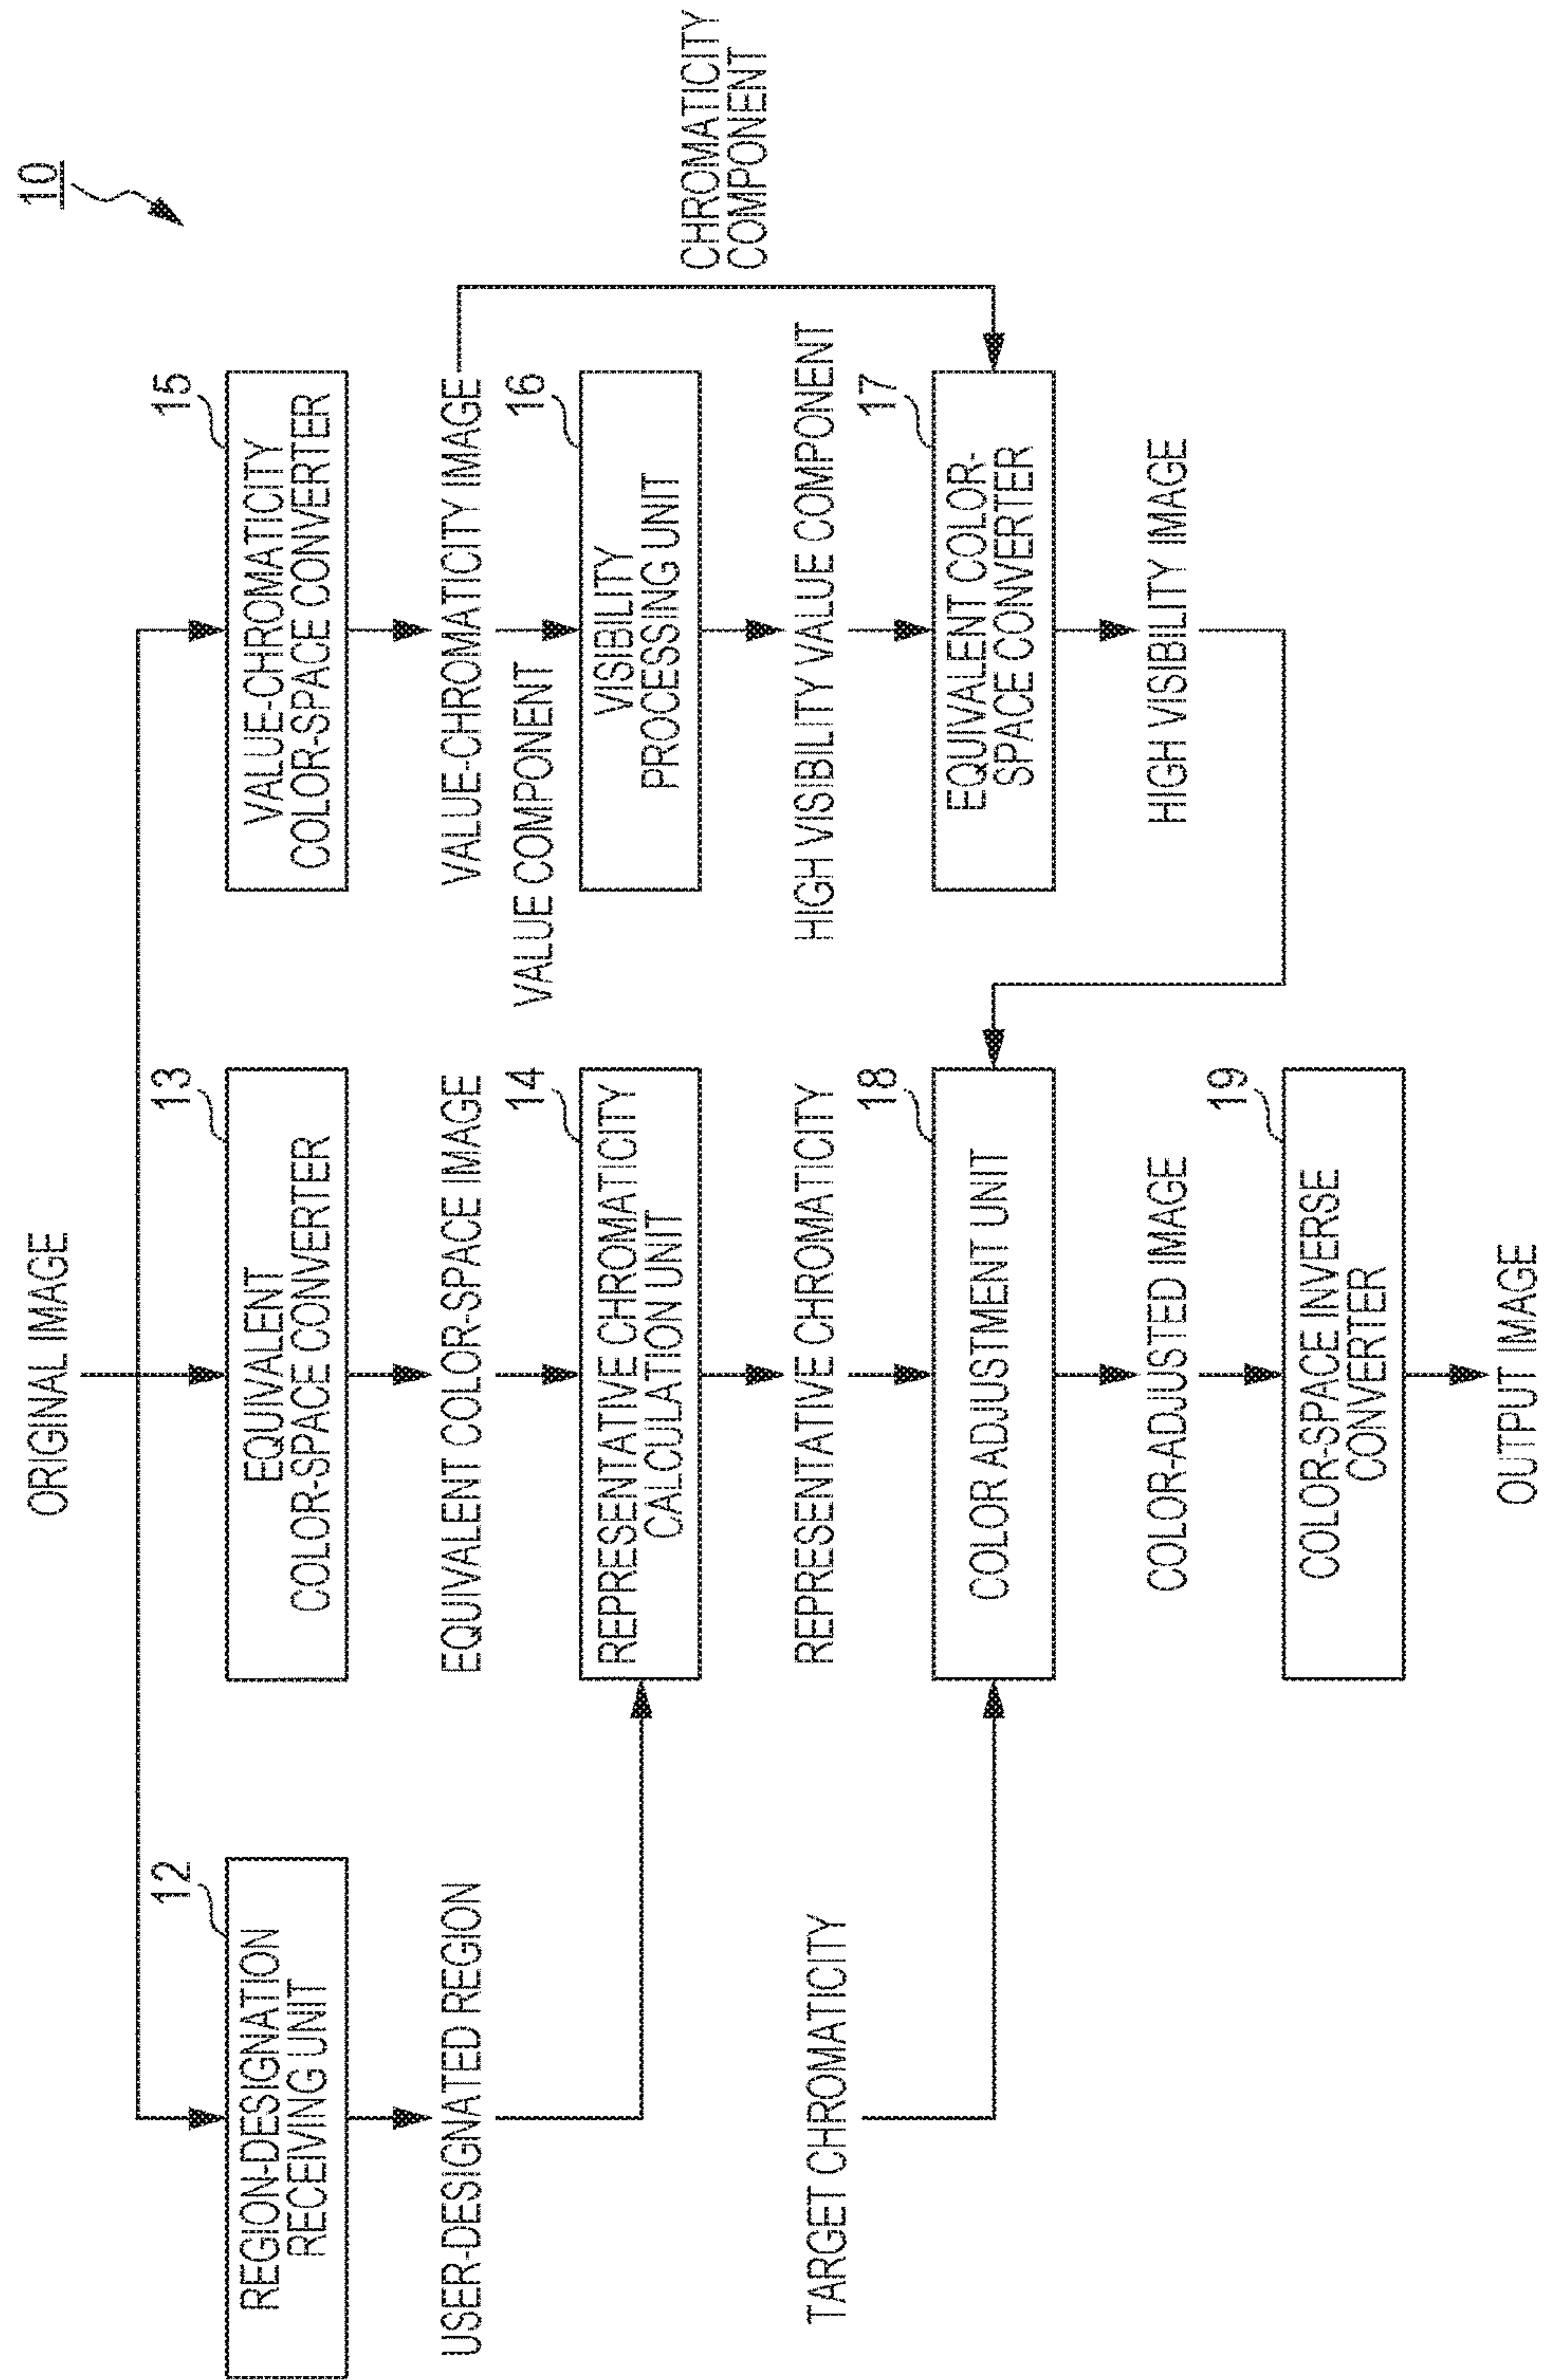 10
ORIGINAL IMAGE
12
REGION-DESIGNATION
RECEIVING UNIT
13
EQUIVALENT
COLOR-SPACE CONVERTER
15
VALUE-CHROMATICITY
COLOR-SPACE CONVERTER
USER-DESIGNATED REGION
EQUIVALENT COLOR-SPACE IMAGE
VALUE-CHROMATICITY IMAGE
VALUE COMPONENT
14
REPRESENTATIVE CHROMATICITY
CALCULATION UNIT
16
VISIBILITY
PROCESSING UNIT
CHROMATICITY
COMPONENT
TARGET CHROMATICITY
REPRESENTATIVE CHROMATICITY
HIGH VISIBILITY VALUE COMPONENT
18
COLOR ADJUSTMENT UNIT
17
EQUIVALENT COLOR-
SPACE CONVERTER
COLOR-ADJUSTED IMAGE
HIGH VISIBILITY IMAGE
19
COLOR-SPACE INVERSE
CONVERTER
OUTPUT IMAGE